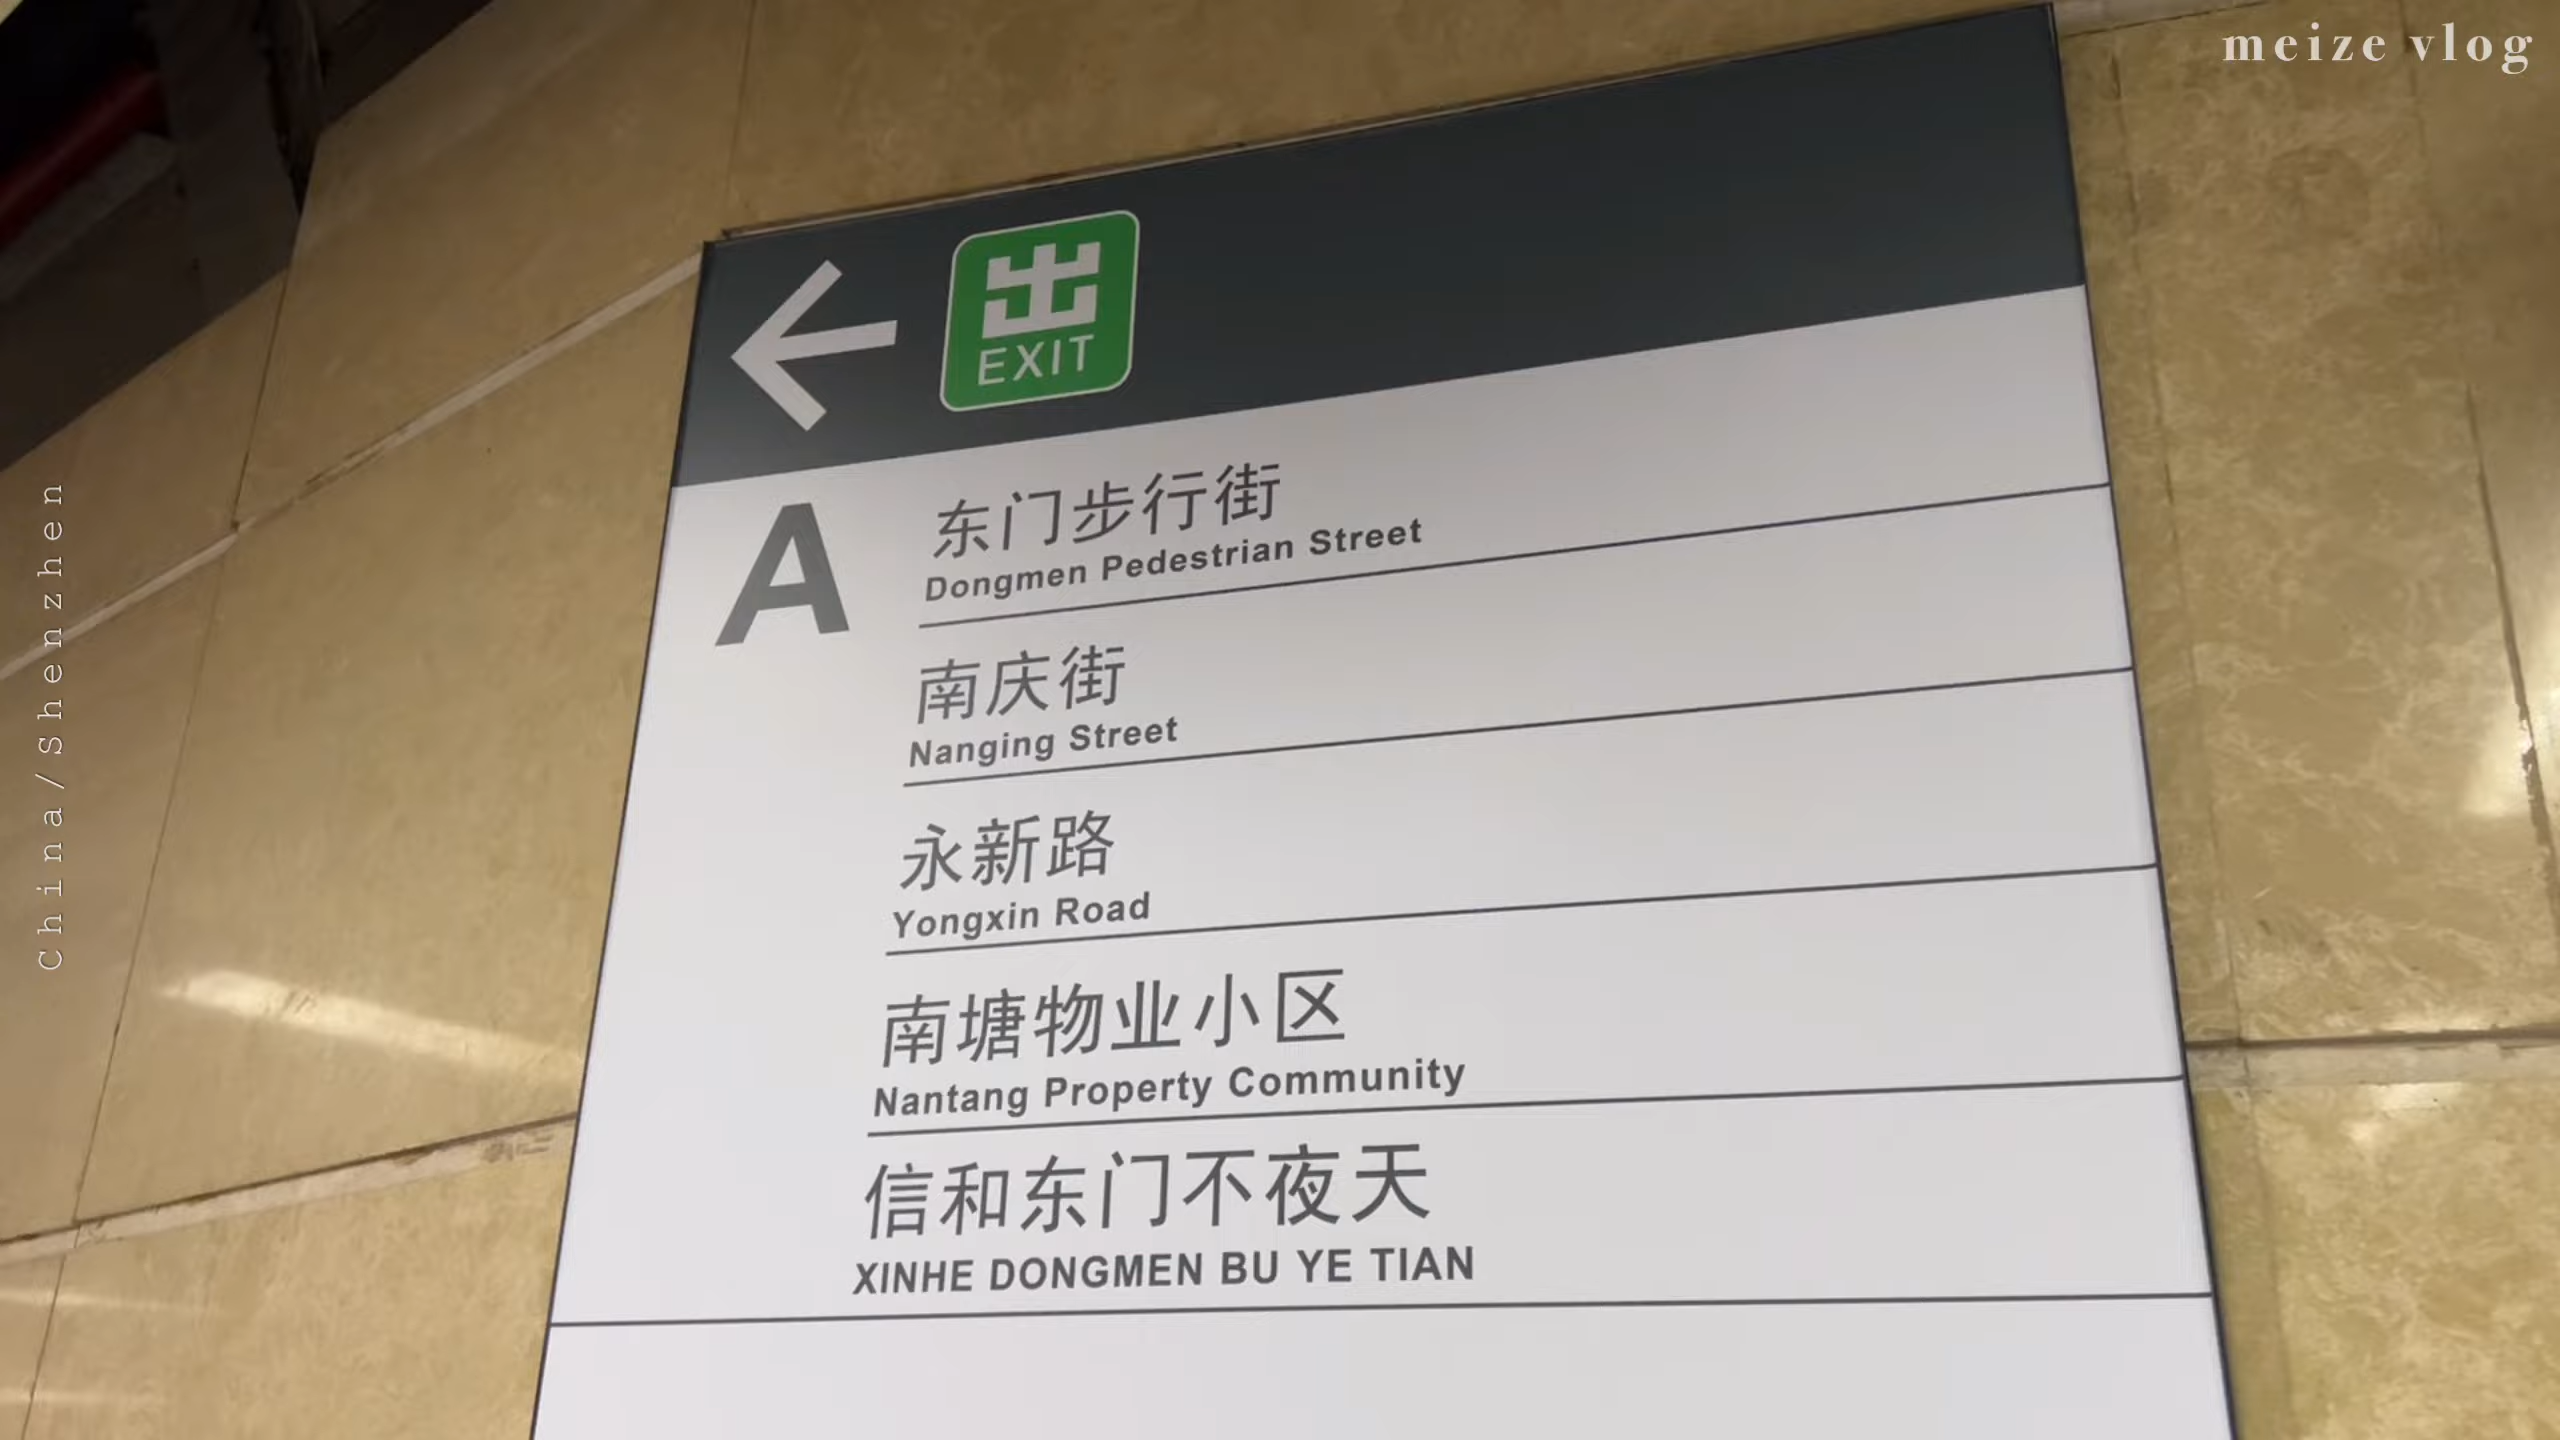 meize vlog
China/Shenzhen
出
EXIT
A
东门步行街
Dongmen Pedestrian Street
南庆街
Nanging Street
永新路
Yongxin Road
南塘物业小区
Nantang Property Community
信和东门不夜天
XINHE DONGMEN BU YE TIAN